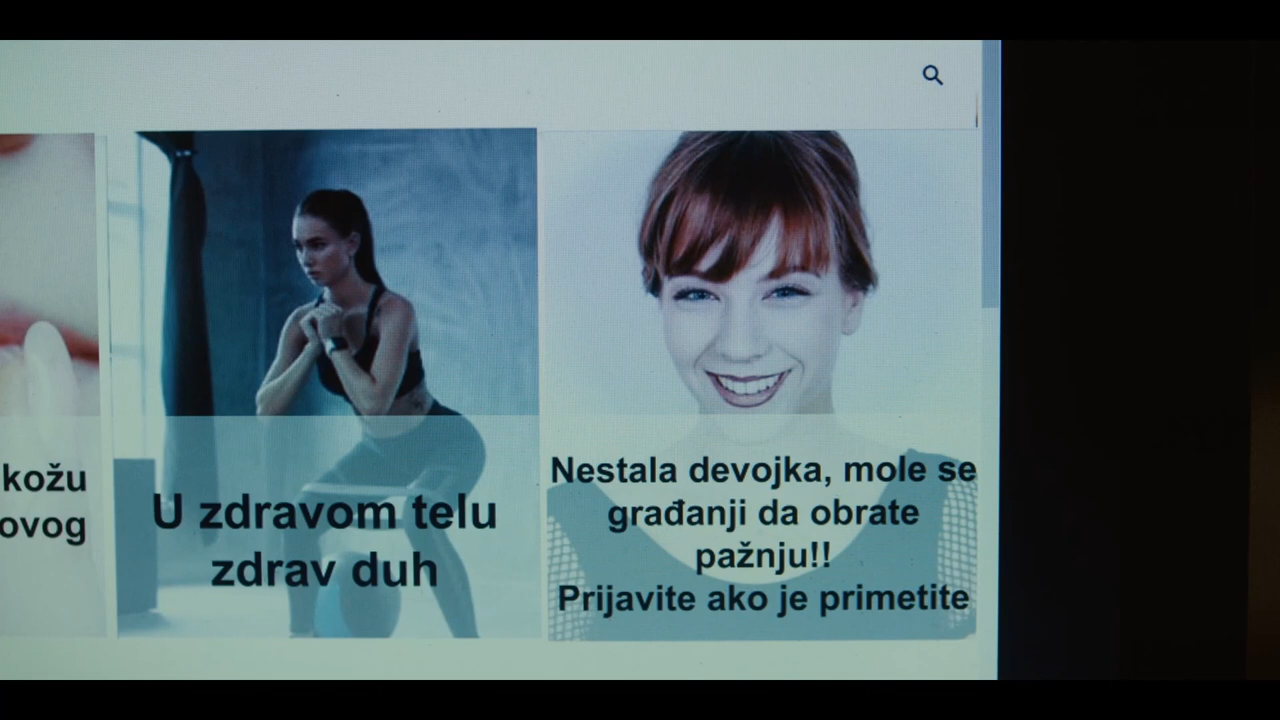 kožu
ovog
U zdravom telu
zdrav duh
Nestala devojka, mole se
građanji da obrate
pažnju!!
Prijavite ako je primetite